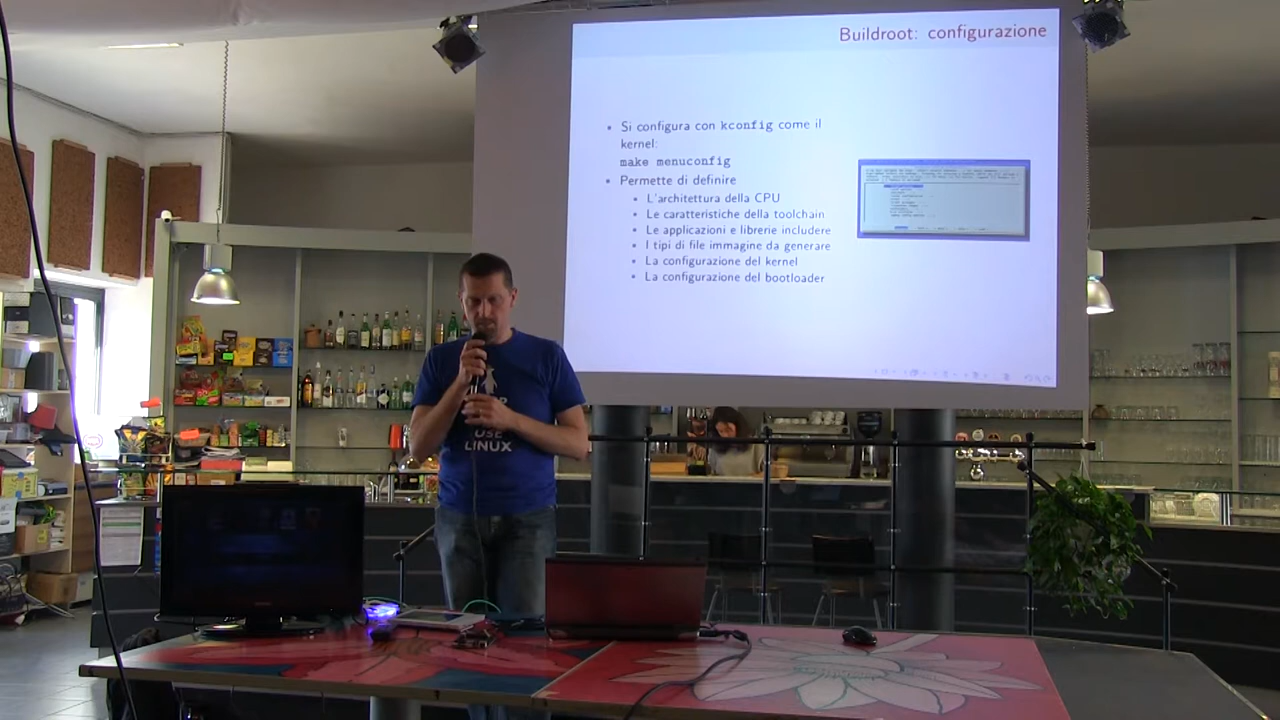 Buildroot: configurazione
Si configura con kconfig come il
kernel:
make menuconfig
Permette di definire
L'architettura della CPU
Le caratteristiche della toolchain
Le applicazioni e librerie includere
I tipi di file immagine da generare
La configurazione del kernel
La configurazione del bootloader
USE
LINUX